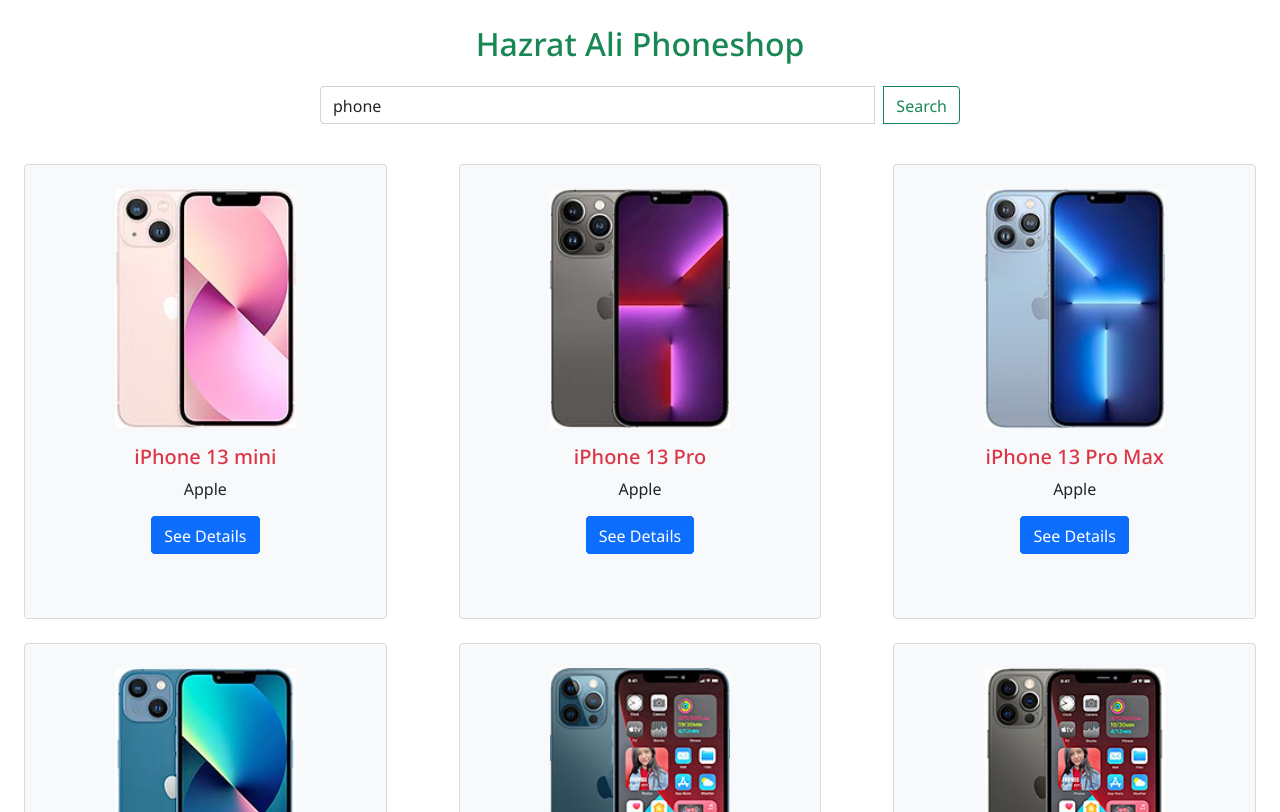 Hazrat Ali Phoneshop
phone
Search
iPhone 13 mini
Apple
See Details
iPhone 13 Pro
Apple
See Details
iPhone 13 Pro Max
Apple
See Details